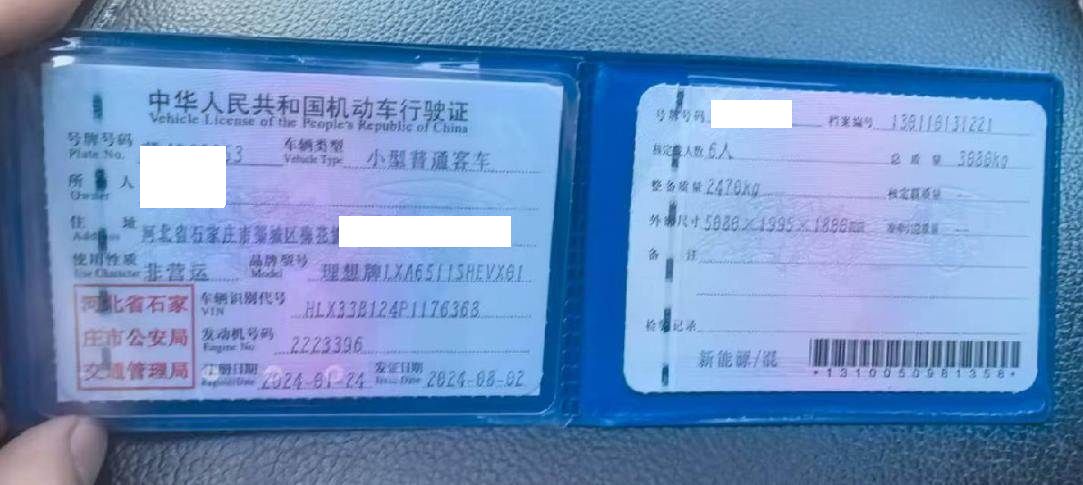 中华人民共和国机动车行驶证
Vehicle License of the People's Republic of China
号牌号码
Plate No.
车辆类型
Vehicle Type
小型普通客车
所 人
Owner
住 址
Address
河北省石家庄市藁城区
使用性质
Use Character
非营运
品牌型号
Model
理想牌LXA6511SHEVX61
河北省石家
庄市公安局
交通管理局
车辆识别代号
VIN
HLX33B124P1176368
发动机号码
Engine No.
2223396
注册日期
Register Date
2024-01-24
发证日期
Issue Date
2024-08-02
号牌号码
档案编号
核定载人数 6人
总质量
整备质量 2470kg
核定载质量
--
外廓尺寸
准牵引总质量
--
备 注
检验记录
新能源/混
*1310050981358*